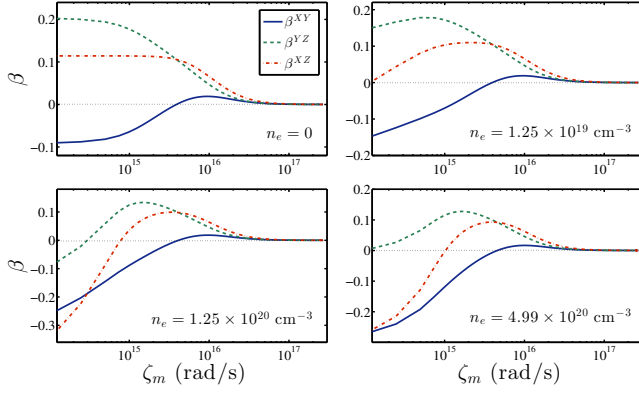 0.2
0.1
0
−0.1
β
β^{XY}
β^{YZ}
β^{XZ}
n_e = 0
10^{15} 10^{16} 10^{17}
0.2
0.1
0
−0.1
−0.2
n_e = 1.25 × 10^{19} cm^{−3}
10^{15} 10^{16} 10^{17}
0.1
0
−0.1
−0.2
−0.3
β
n_e = 1.25 × 10^{20} cm^{−3}
10^{15} 10^{16} 10^{17}
ζ_m (rad/s)
0.1
0
−0.1
−0.2
n_e = 4.99 × 10^{20} cm^{−3}
10^{15} 10^{16} 10^{17}
ζ_m (rad/s)